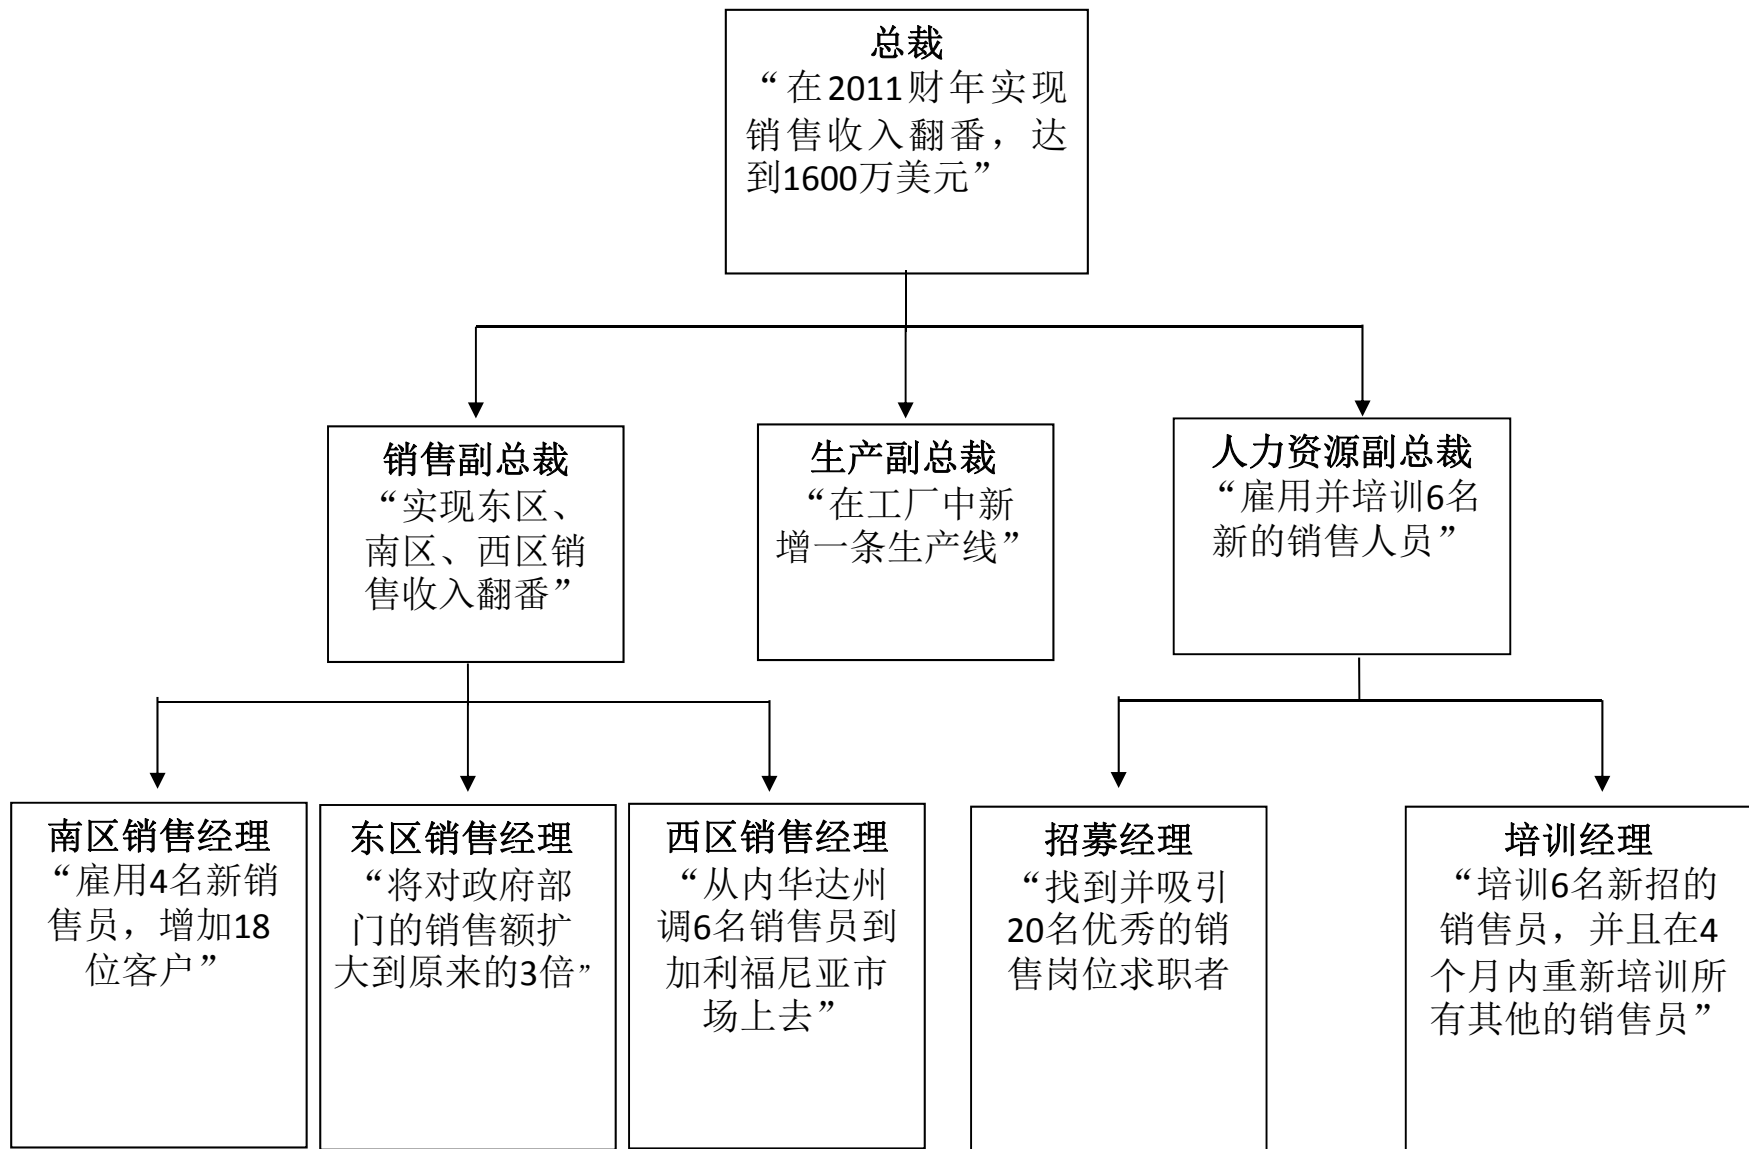 总裁
“在2011财年实现
销售收入翻番，达
到1600万美元”
销售副总裁
“实现东区、
南区、西区销
售收入翻番”
生产副总裁
“在工厂中新
增一条生产线”
人力资源副总裁
“雇用并培训6名
新的销售人员”
南区销售经理
“雇用4名新销
售员，增加18
位客户”
东区销售经理
“将对政府部
门的销售额扩
大到原来的3倍”
西区销售经理
“从内华达州
调6名销售员到
加利福尼亚市
场上去”
招募经理
“找到并吸引
20名优秀的销
售岗位求职者
培训经理
“培训6名新招的
销售员，并且在4
个月内重新培训所
有其他的销售员”